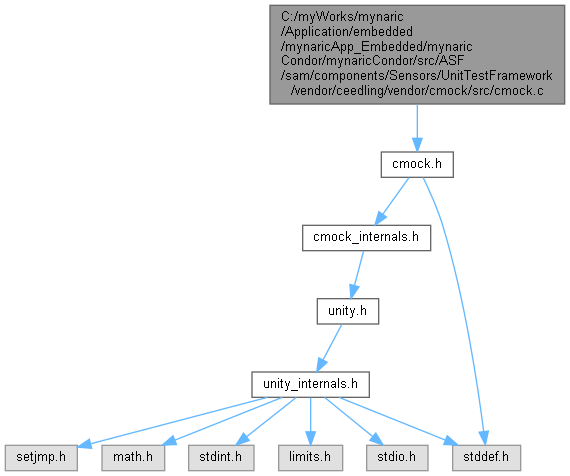 C:/myWorks/mynaric
/Application/embedded
/mynaricApp_Embedded/mynaric
Condor/mynaricCondor/src/ASF
/sam/components/Sensors/UnitTestFramework
/vendor/ceedling/vendor/cmock/src/cmock.c
cmock.h
cmock_internals.h
unity.h
unity_internals.h
setjmp.h
math.h
stdint.h
limits.h
stdio.h
stddef.h